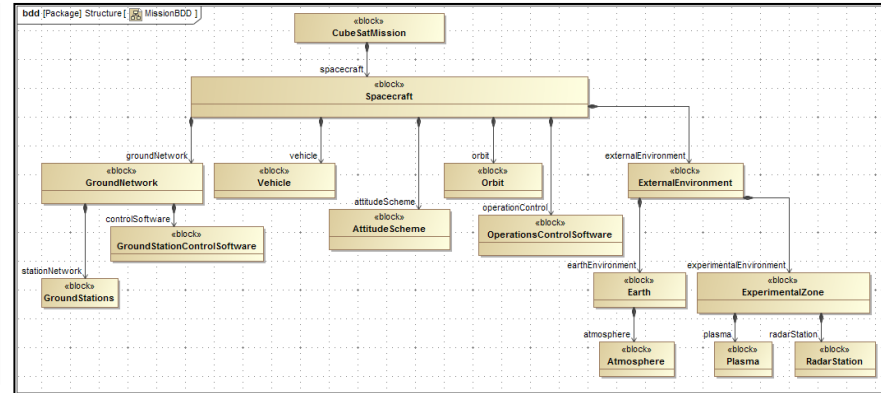 bdd [Package] Structure [ MissionBDD ]
«block»
CubeSatMission
spacecraft
«block»
Spacecraft
groundNetwork
vehicle
orbit
externalEnvironment
«block»
GroundNetwork
«block»
Vehicle
«block»
Orbit
«block»
ExternalEnvironment
attitudeScheme
operationControl
«block»
AttitudeScheme
«block»
OperationsControlSoftware
controlSoftware
«block»
GroundStationControlSoftware
stationNetwork
«block»
GroundStations
earthEnvironment
experimentalEnvironment
«block»
Earth
«block»
ExperimentalZone
atmosphere
plasma
radarStation
«block»
Atmosphere
«block»
Plasma
«block»
RadarStation